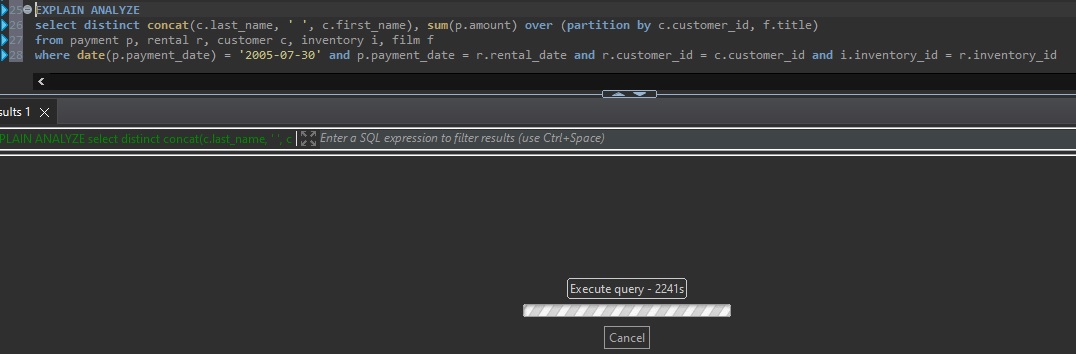 25 EXPLAIN ANALYZE
26 select distinct concat(c.last_name, ' ', c.first_name), sum(p.amount) over (partition by c.customer_id, f.title)
27 from payment p, rental r, customer c, inventory i, film f
28 where date(p.payment_date) = '2005-07-30' and p.payment_date = r.rental_date and r.customer_id = c.customer_id and i.inventory_id = r.inventory_id
sults 1
PLAIN ANALYZE select distinct concat(c.last_name, ' ', c Enter a SQL expression to filter results (use Ctrl+Space)
Execute query - 2241s
Cancel